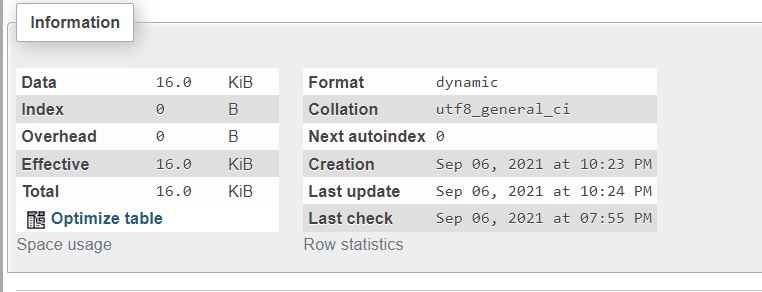 Information
Data 16.0 KiB
Index 0 B
Overhead 0 B
Effective 16.0 KiB
Total 16.0 KiB
Optimize table
Space usage
Format dynamic
Collation utf8_general_ci
Next autoindex 0
Creation Sep 06, 2021 at 10:23 PM
Last update Sep 06, 2021 at 10:24 PM
Last check Sep 06, 2021 at 07:55 PM
Row statistics